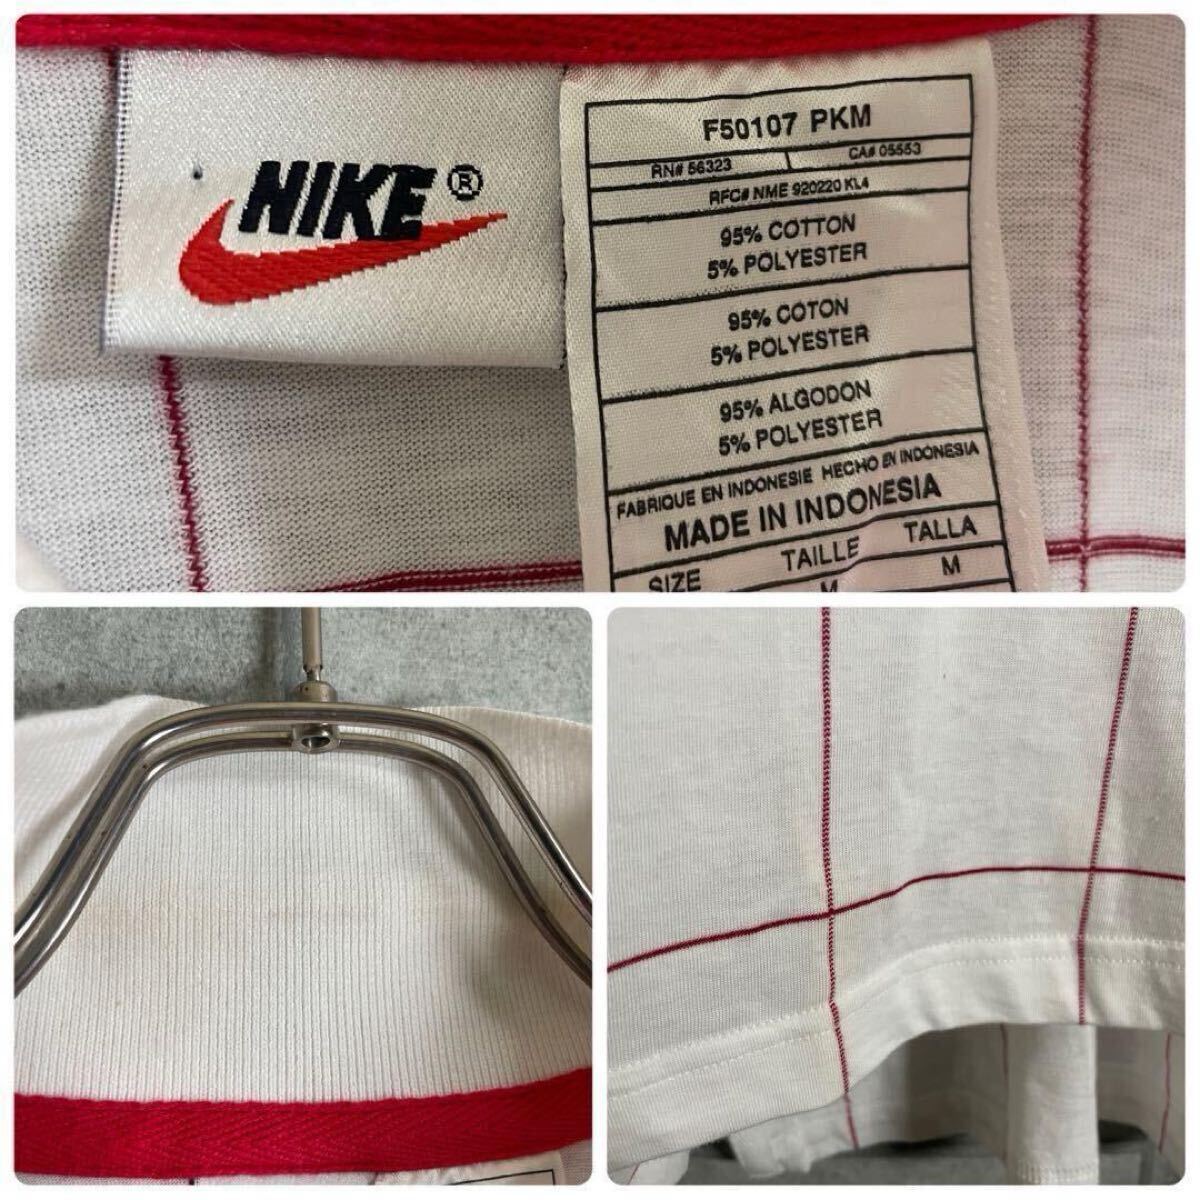 NIKE®
F50107 PKM
RN# 56323 CA# 05553
RFC# NME 920220 KL4
95% COTTON
5% POLYESTER
95% COTON
5% POLYESTER
95% ALGODON
5% POLYESTER
FABRIQUE EN INDONESIE HECHO EN INDONESIA
MADE IN INDONESIA
SIZE TAILLE TALLA
M M